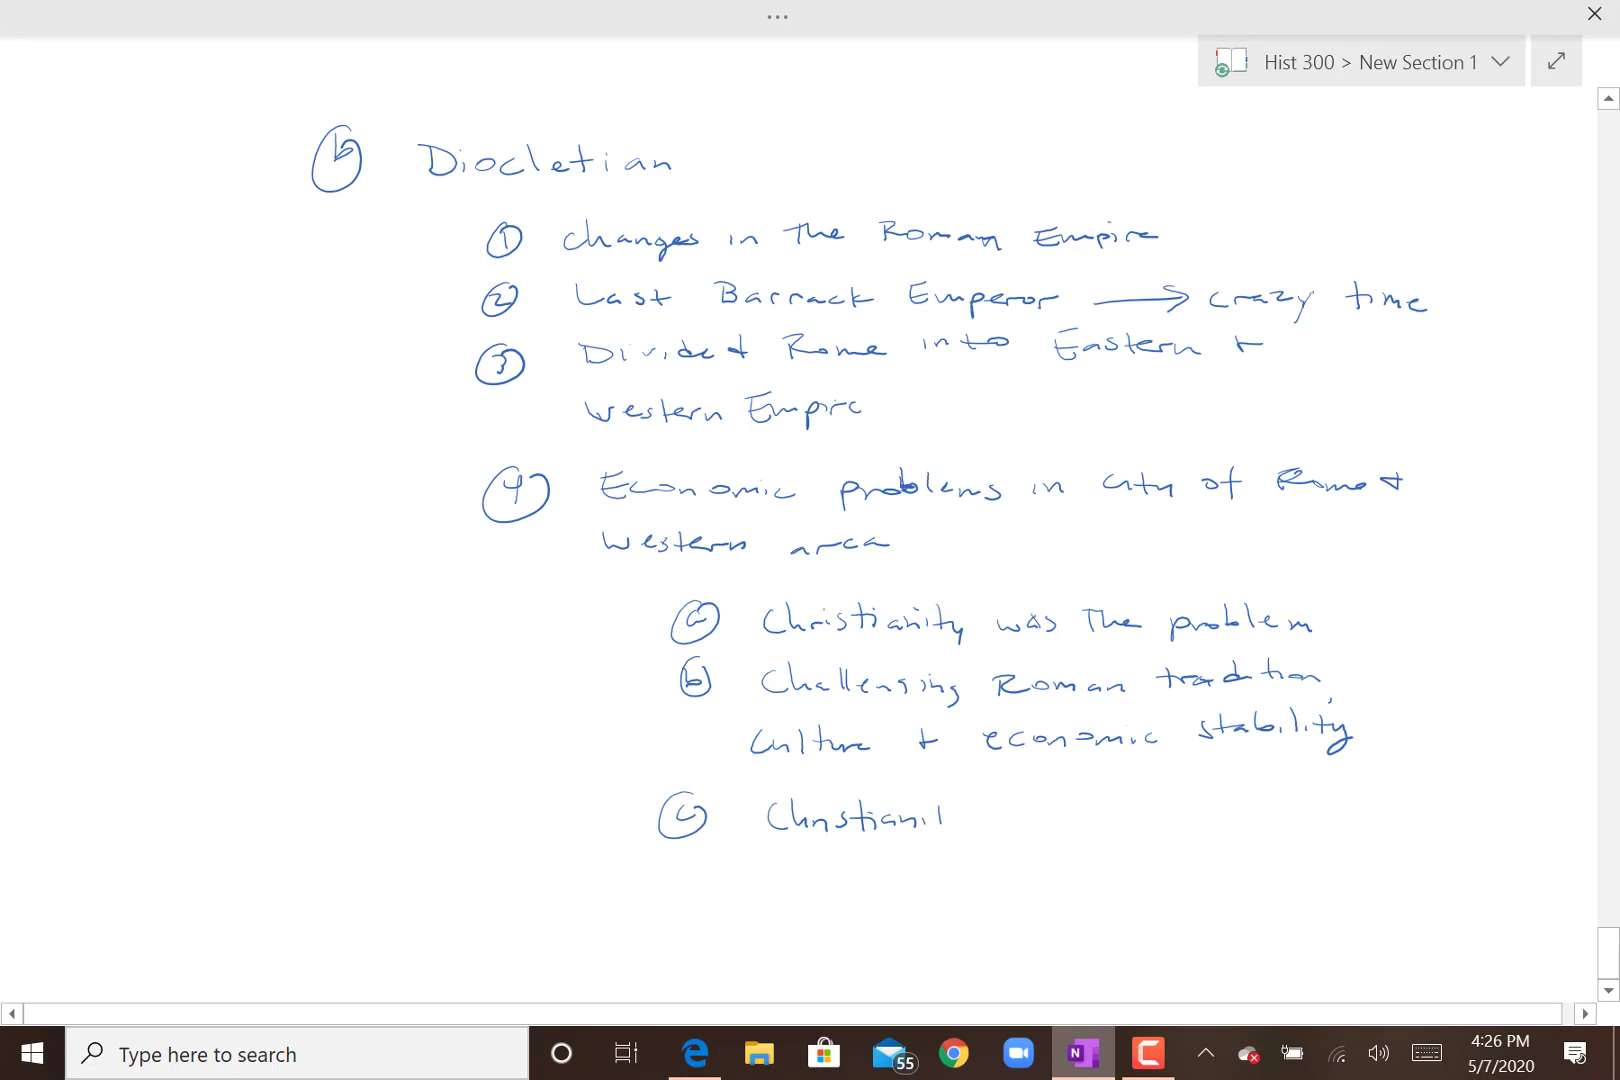 Hist 300 > New Section 1
b Diocletian
1 Changes in the Roman Empire
2 Last Barrack Emperor → crazy time
3 Divided Rome into Eastern +
Western Empire
4 Economic problems in city of Rome +
Western area
a Christianity was the problem
b Challenging Roman tradition,
Culture + economic stability
c Christiani
Type here to search
55
N
4:26 PM
5/7/2020